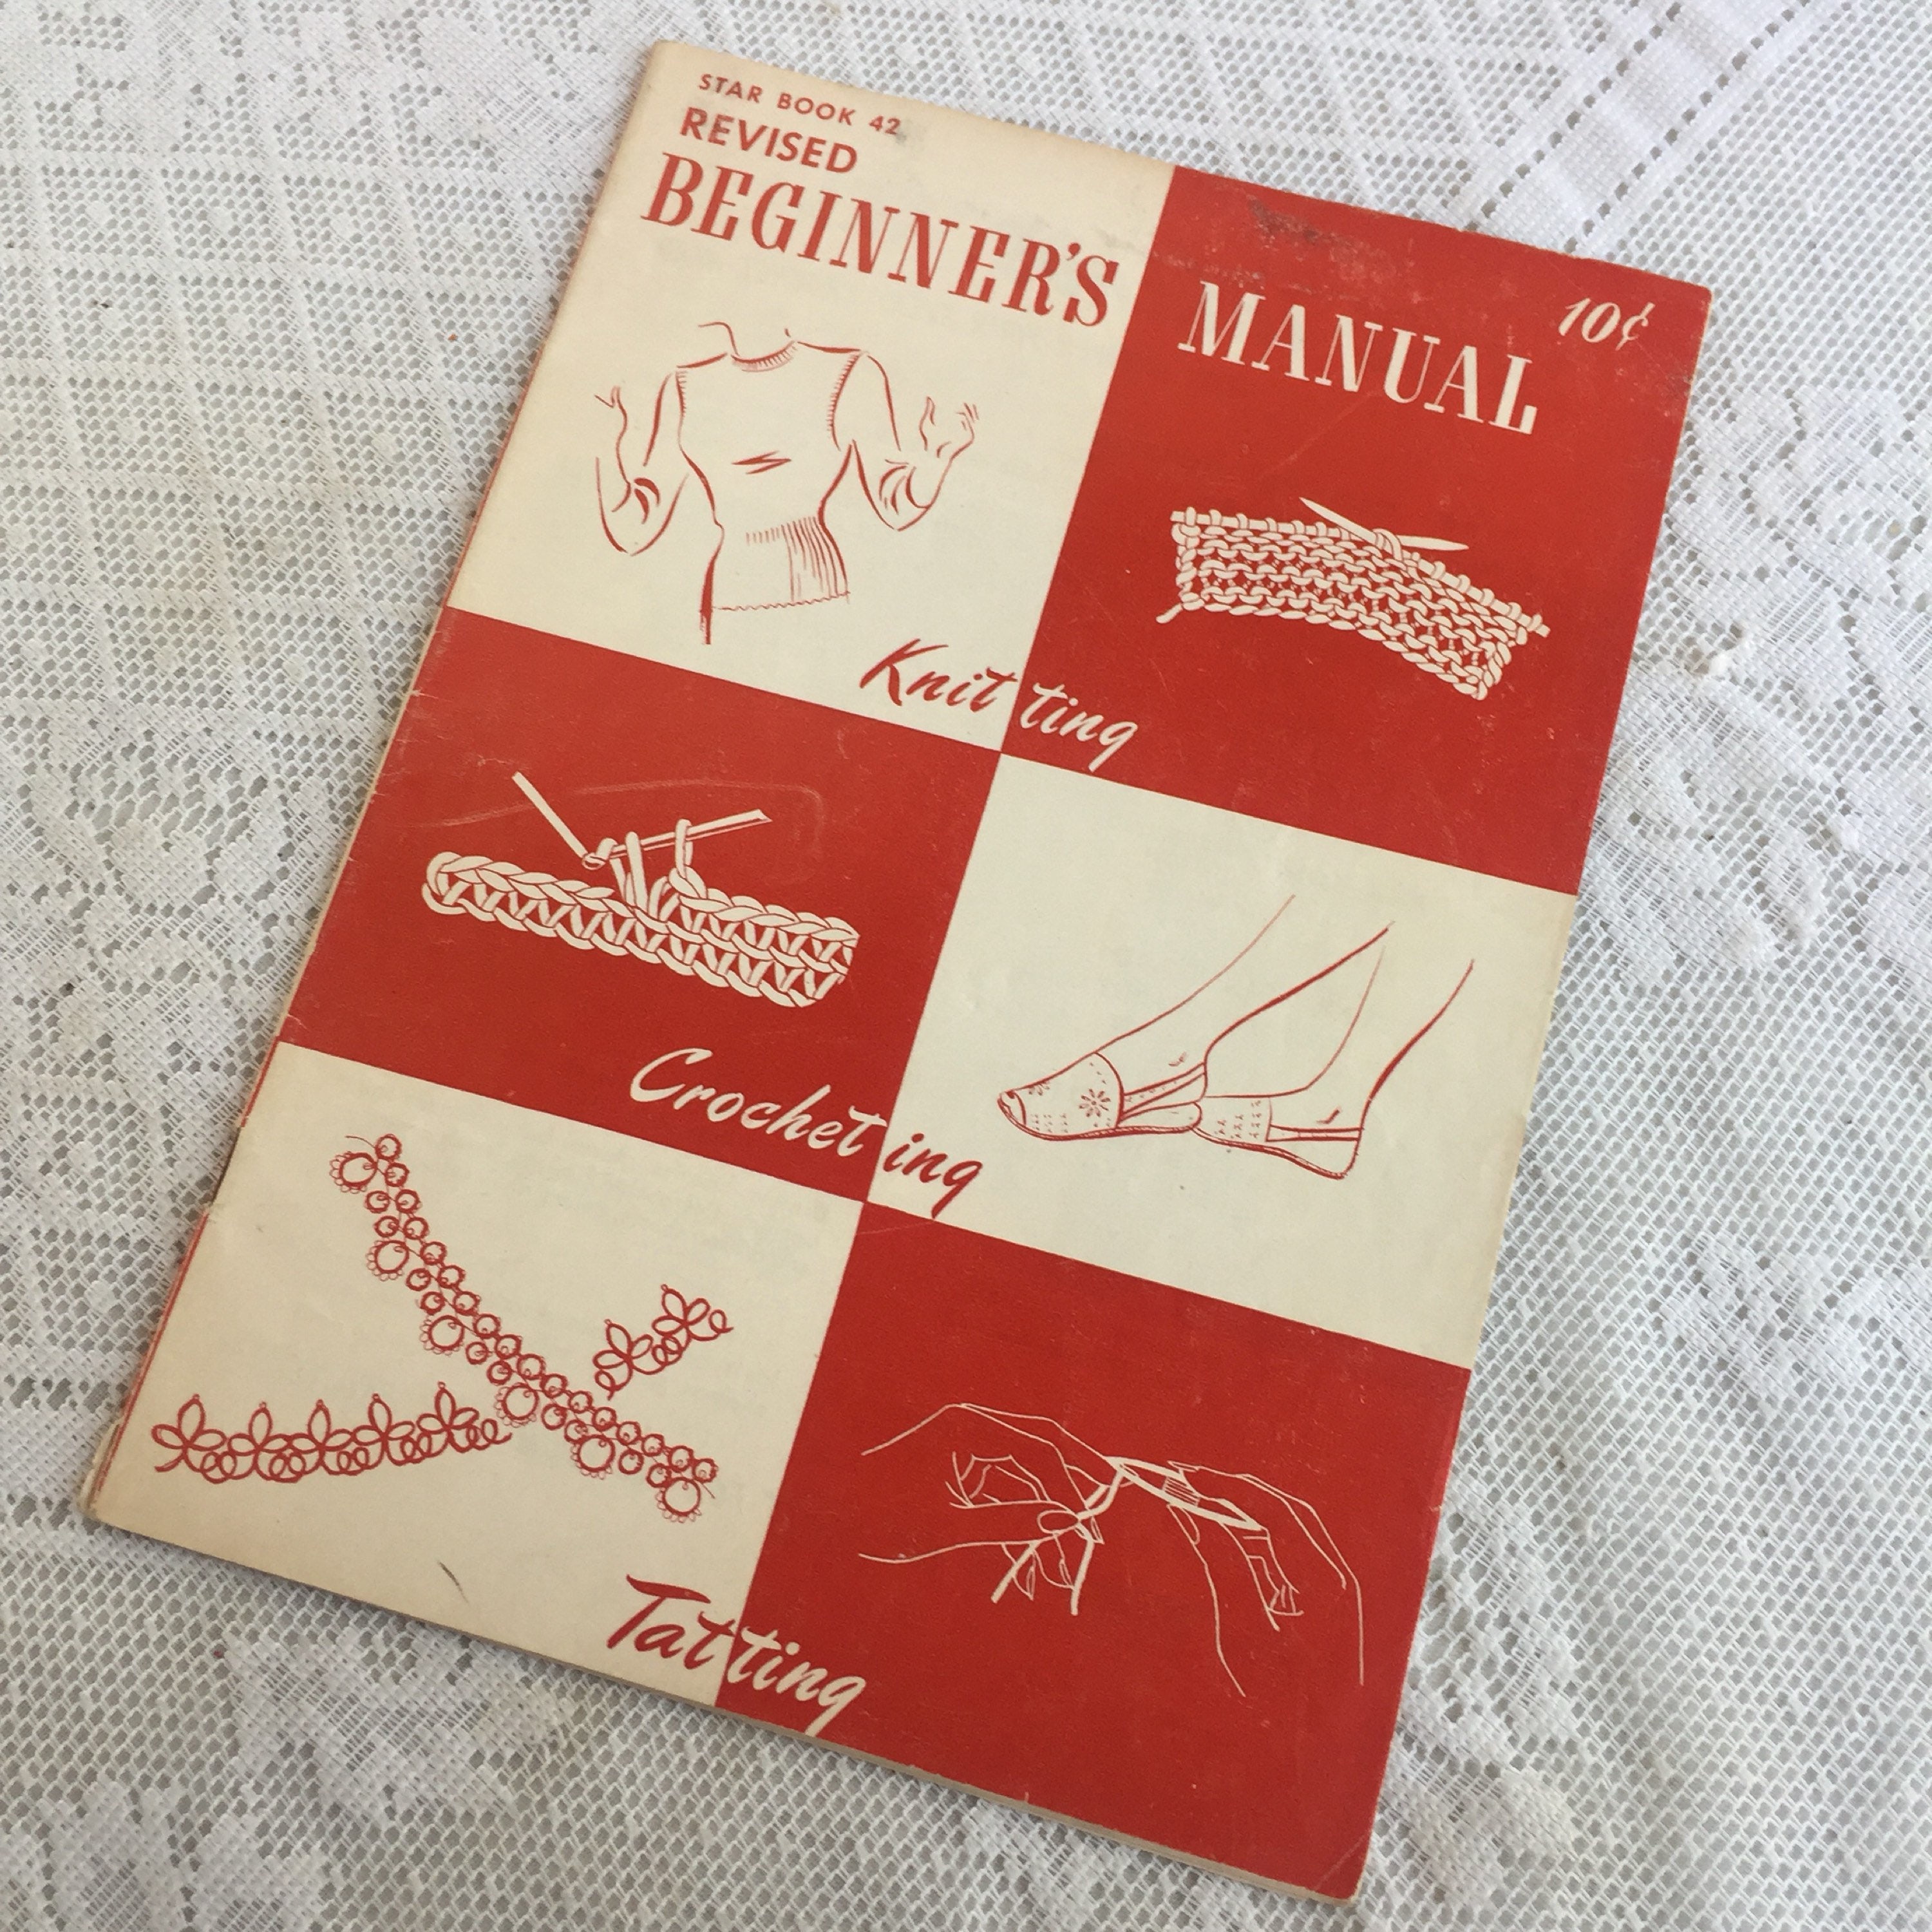 STAR BOOK 42
REVISED
BEGINNER'S MANUAL
10¢
Knitting
Crocheting
Tatting